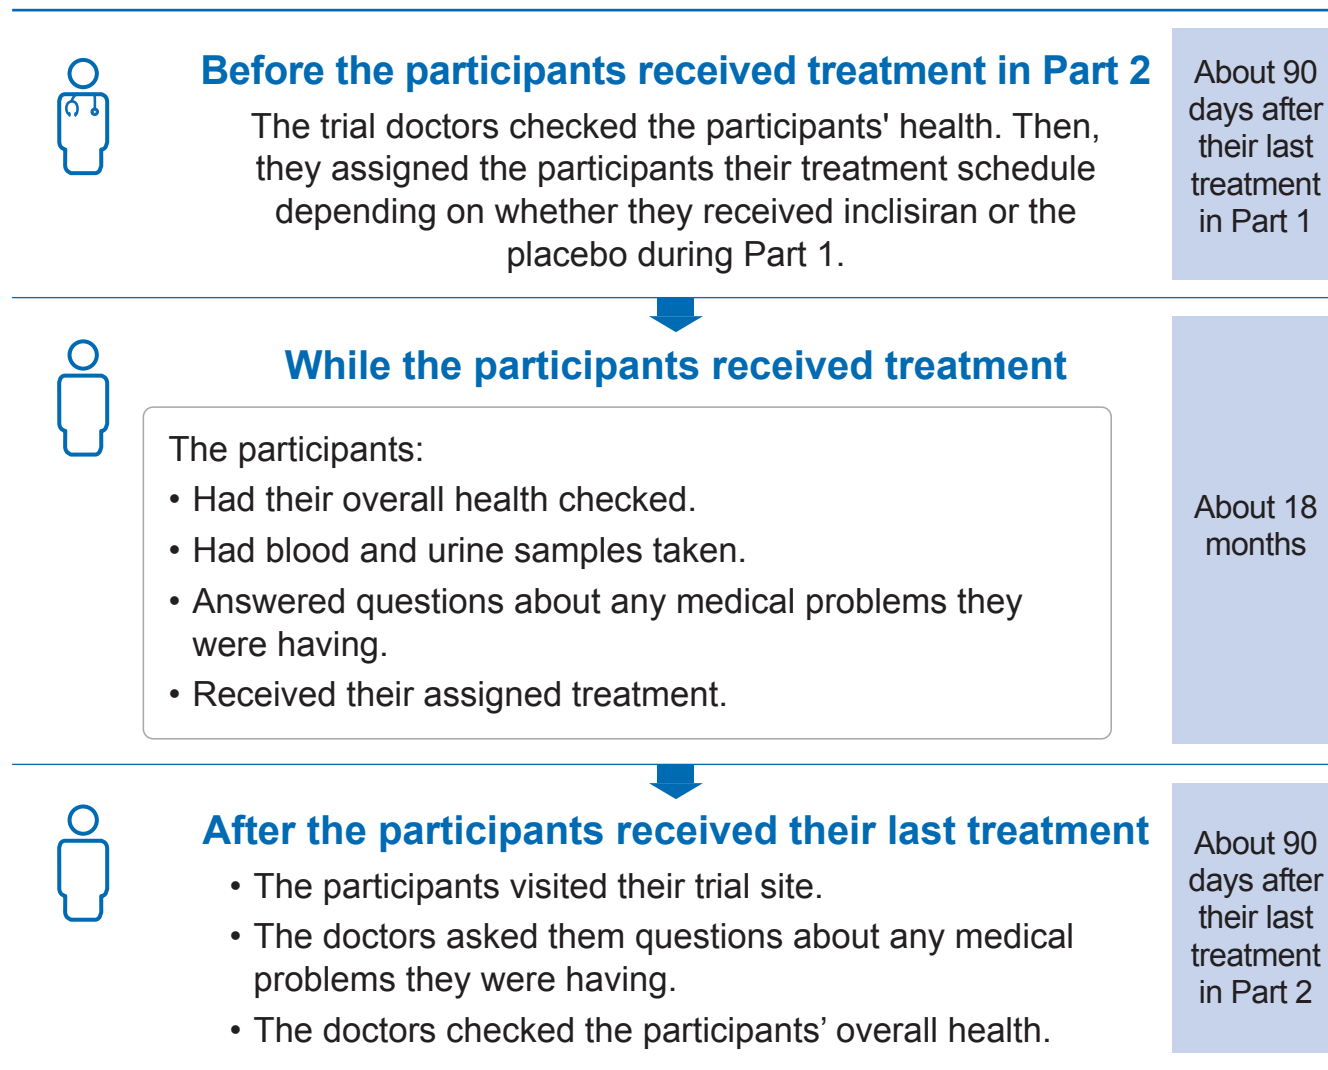 Before the participants received treatment in Part 2
The trial doctors checked the participants' health. Then,
they assigned the participants their treatment schedule
depending on whether they received inclisiran or the
placebo during Part 1.
About 90
days after
their last
treatment
in Part 1
While the participants received treatment
The participants:
• Had their overall health checked.
• Had blood and urine samples taken.
• Answered questions about any medical problems they
were having.
• Received their assigned treatment.
About 18
months
After the participants received their last treatment
• The participants visited their trial site.
• The doctors asked them questions about any medical
problems they were having.
• The doctors checked the participants’ overall health.
About 90
days after
their last
treatment
in Part 2